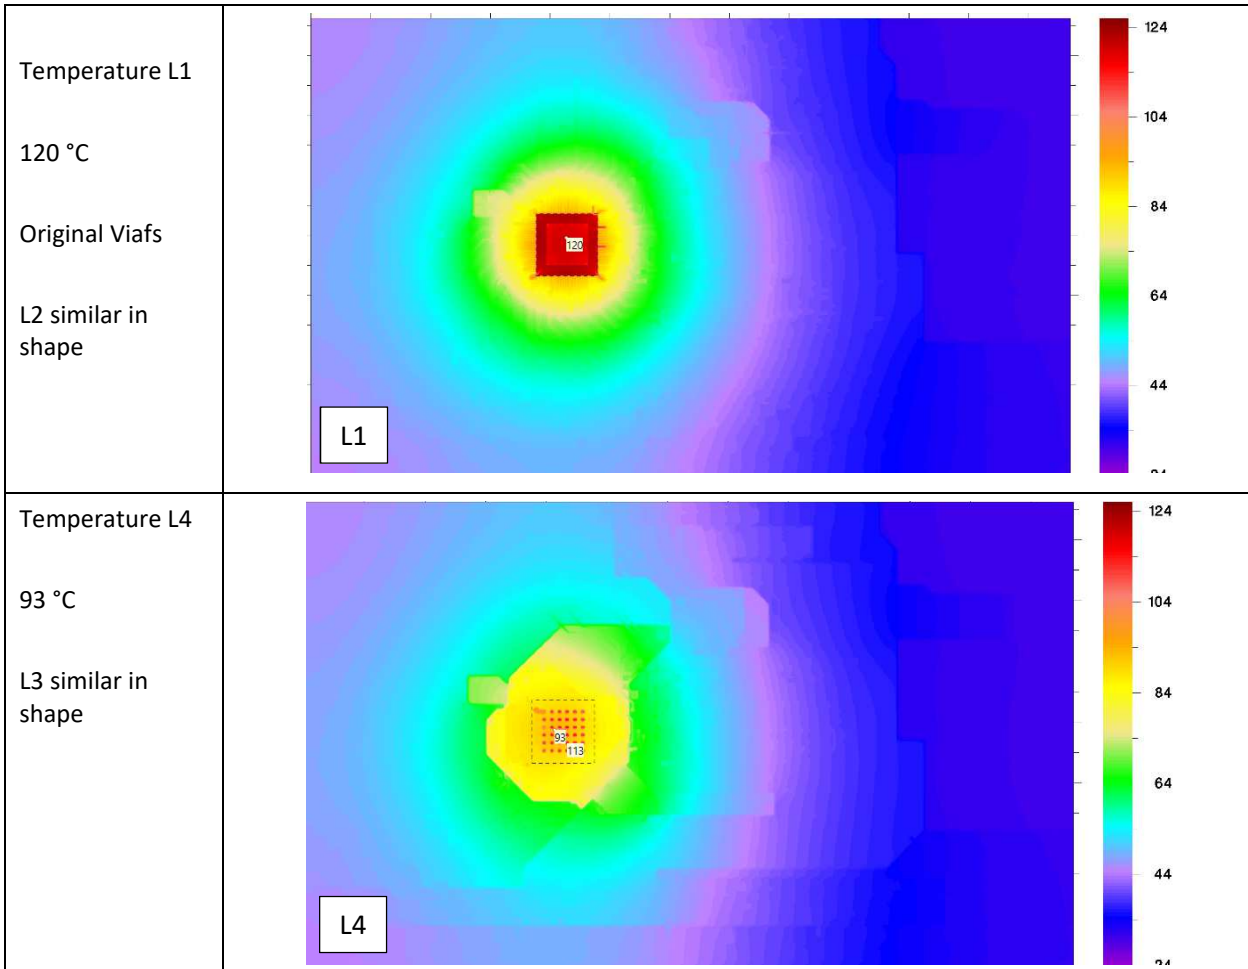 Temperature L1
120 °C
Original Viafs
L2 similar in
shape
120
L1
124
104
84
64
44
Temperature L4
93 °C
L3 similar in
shape
93
113
L4
124
104
84
64
44